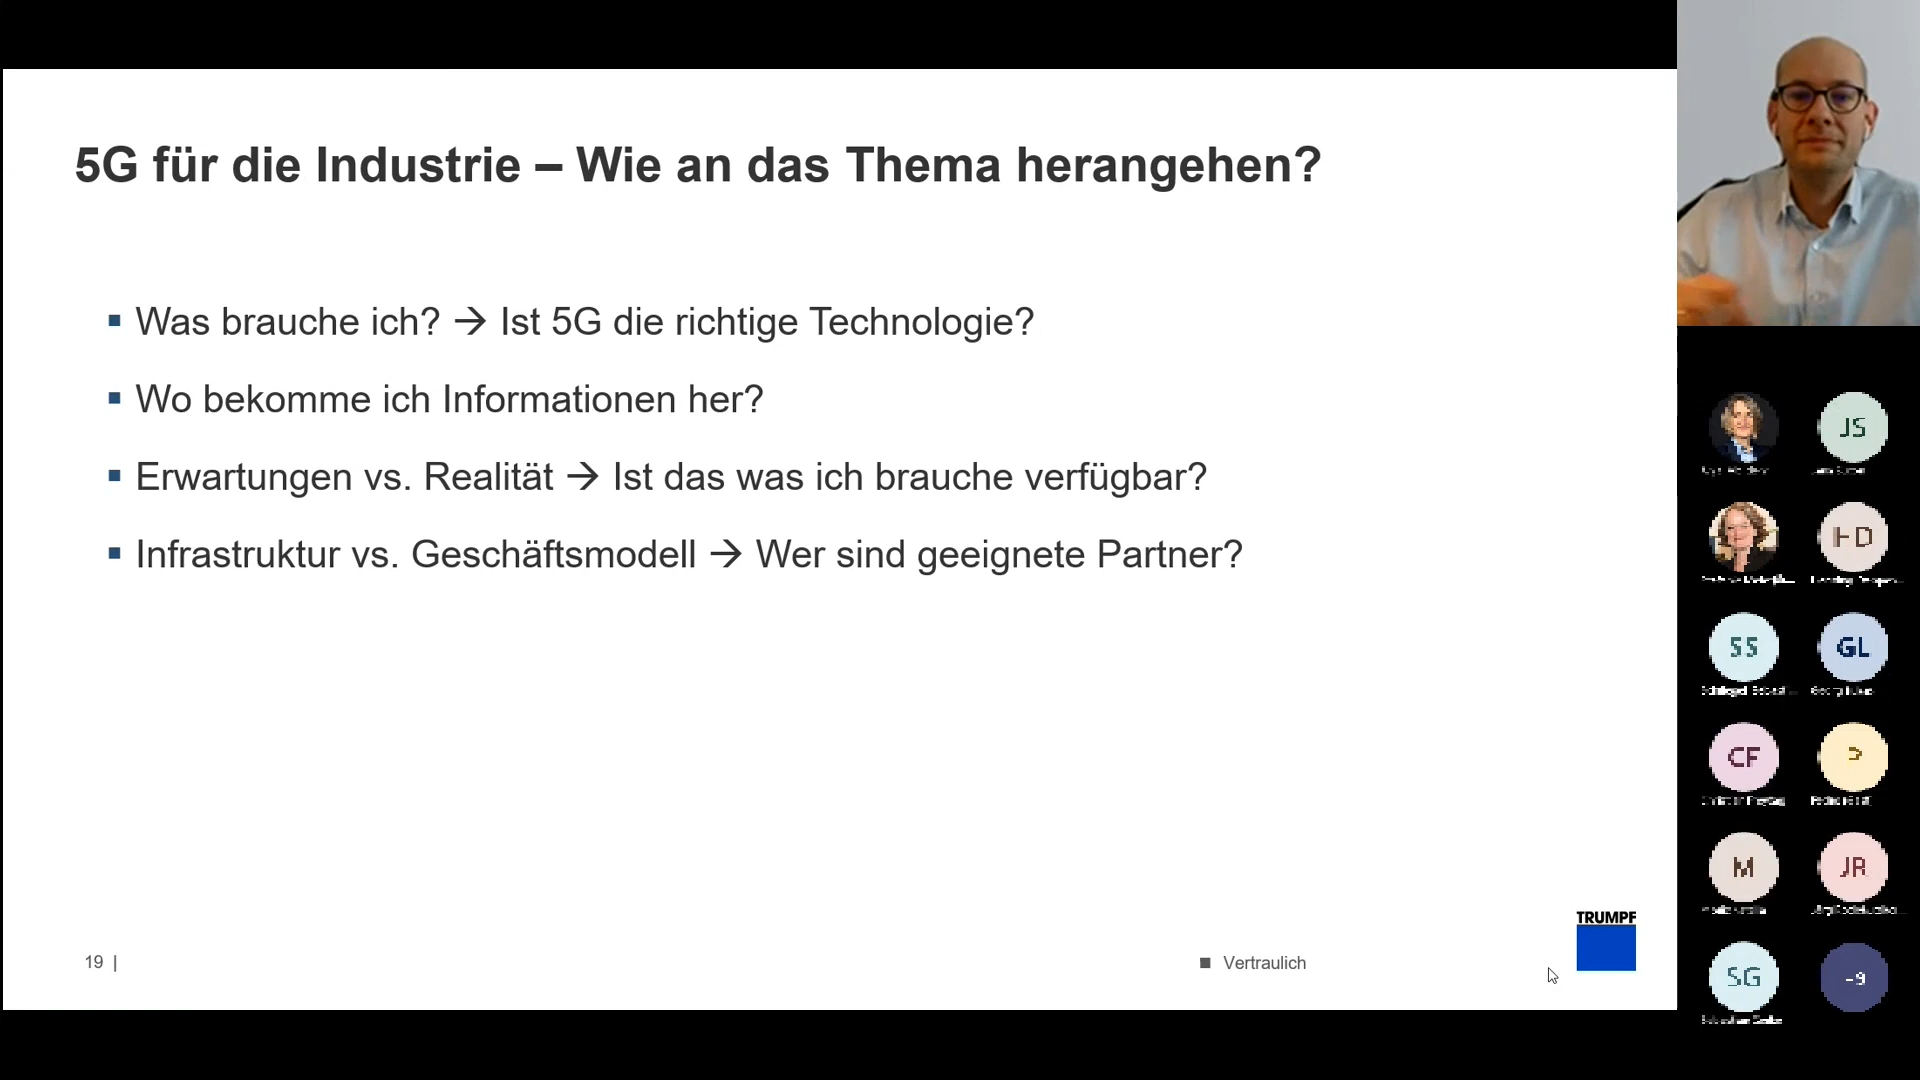 5G für die Industrie – Wie an das Thema herangehen?
▪ Was brauche ich? → Ist 5G die richtige Technologie?
▪ Wo bekomme ich Informationen her?
▪ Erwartungen vs. Realität → Ist das was ich brauche verfügbar?
▪ Infrastruktur vs. Geschäftsmodell → Wer sind geeignete Partner?
19 |
■ Vertraulich
TRUMPF
JS
HD
SS
GL
CF
M
JR
SG